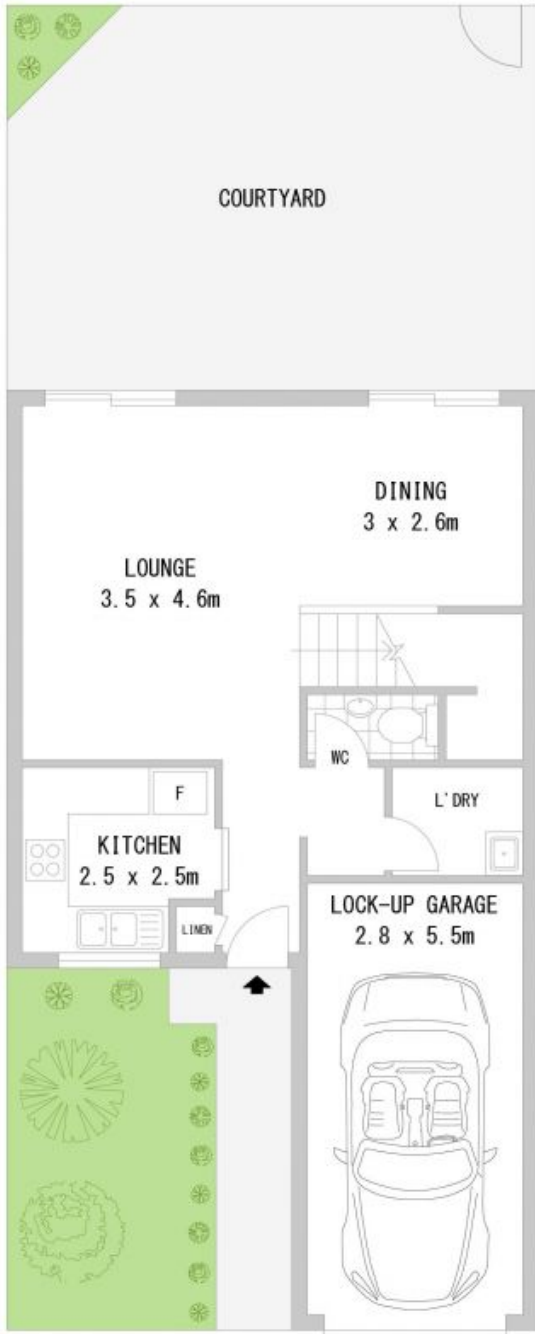 COURTYARD
DINING
3 x 2.6m
LOUNGE
3.5 x 4.6m
WC
F
L'DRY
KITCHEN
2.5 x 2.5m
LINEN
LOCK-UP GARAGE
2.8 x 5.5m